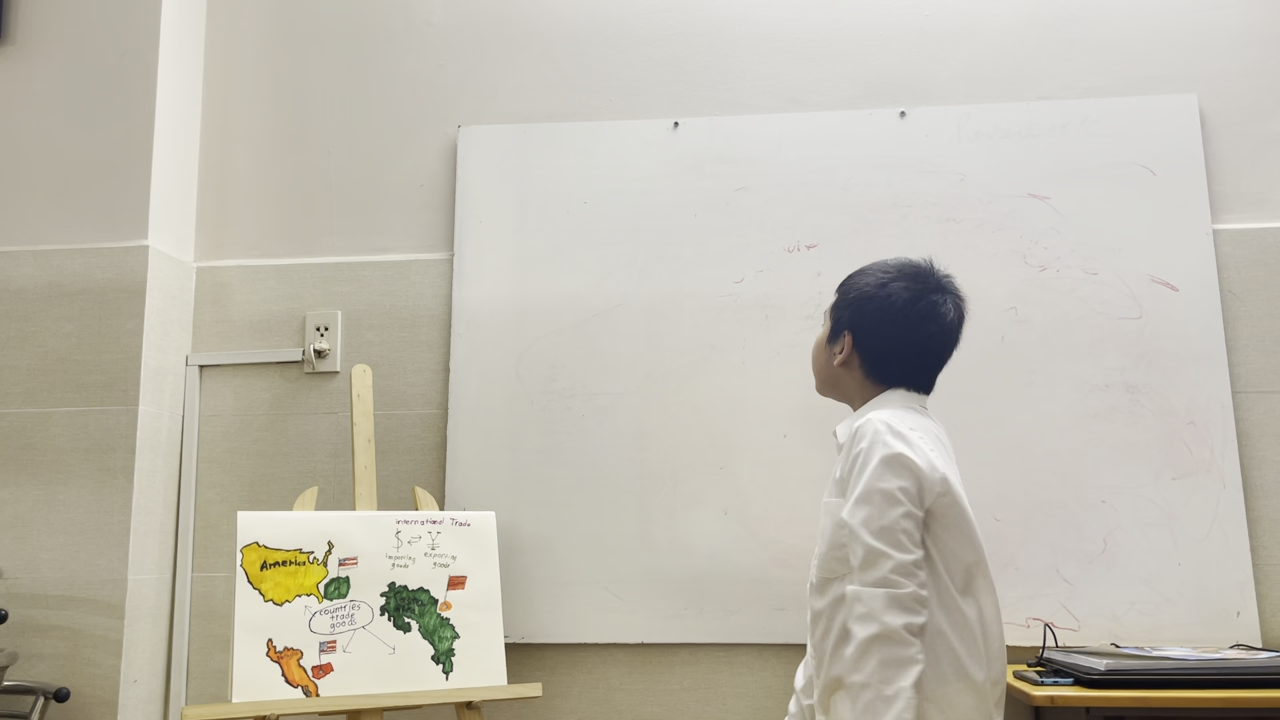 international Trade
$ ⇄ ¥
importing
goods
exporting
goods
America
countries
trade
goods